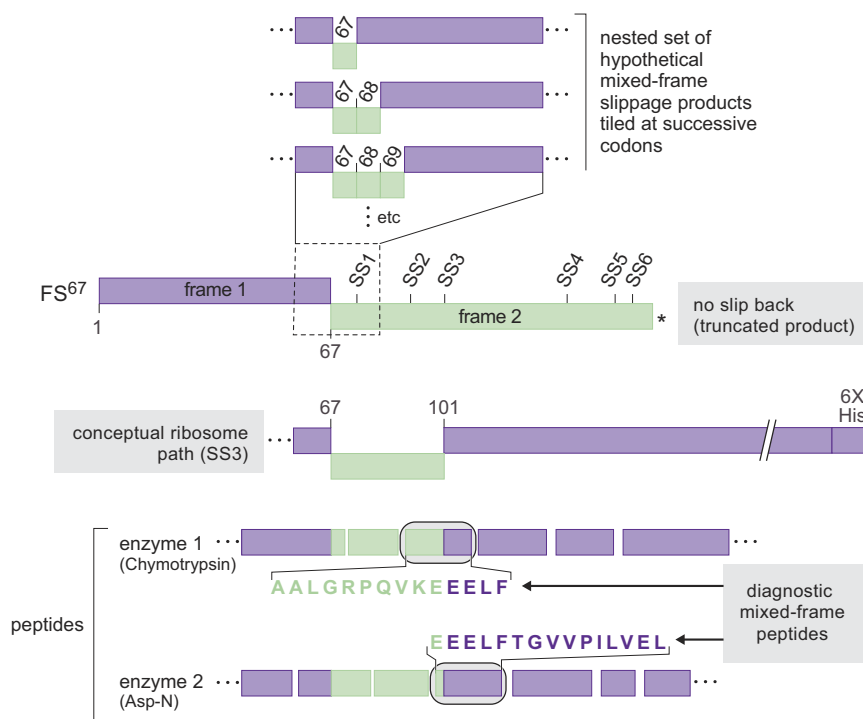 67
nested set of
hypothetical
mixed-frame
slippage products
tiled at successive
codons
67 68
67 68 69
etc
SS1 SS2 SS3 SS4 SS5 SS6
FS67 frame 1
frame 2 *
no slip back
(truncated product)
1
67
67 101 6X
His
conceptual ribosome
path (SS3)
enzyme 1
(Chymotrypsin)
AALGRPQVKEEELF
diagnostic
mixed-frame
peptides
peptides
EEELFTGVVPILVEL
enzyme 2
(Asp-N)